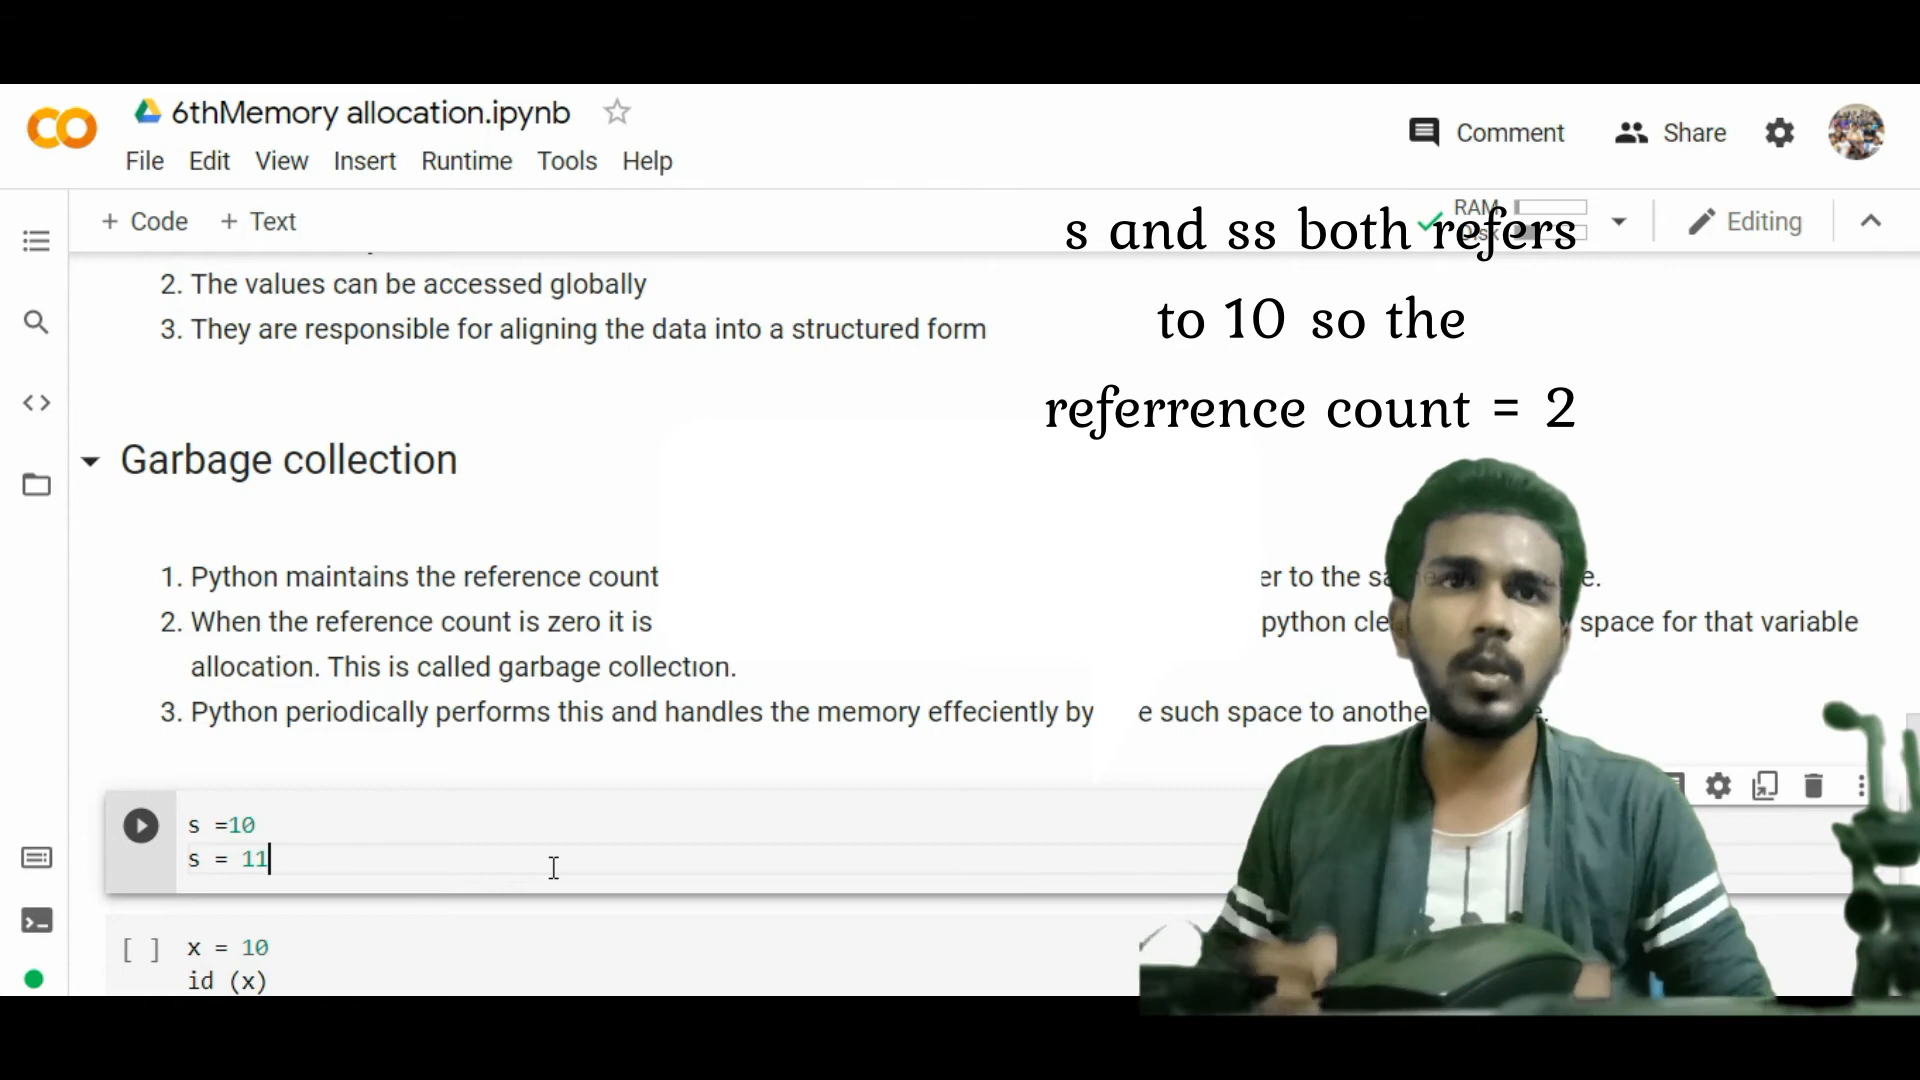 6thMemory allocation.ipynb
File Edit View Insert Runtime Tools Help
Comment Share
+ Code + Text
RAM
Editing
s and ss both refers
to 10 so the
referrence count = 2
2. The values can be accessed globally
3. They are responsible for aligning the data into a structured form
Garbage collection
1. Python maintains the reference count er to the
2. When the reference count is zero it is python space for that variable
allocation. This is called garbage collection.
3. Python periodically performs this and handles the memory effeciently by e such space to
s =10
s = 11
[ ] x = 10
id (x)